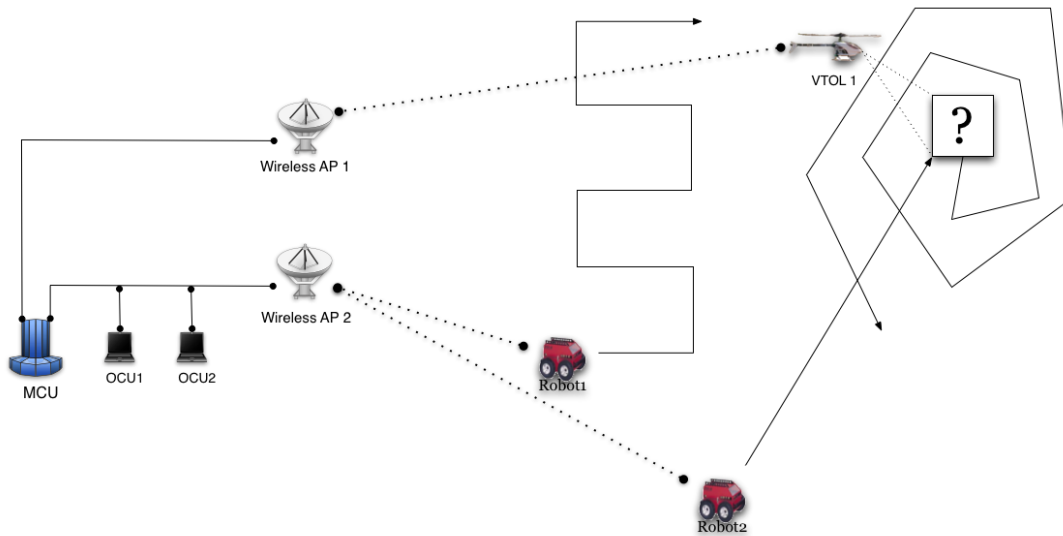 VTOL 1
?
Wireless AP 1
Wireless AP 2
Robot1
MCU
OCU1
OCU2
Robot2